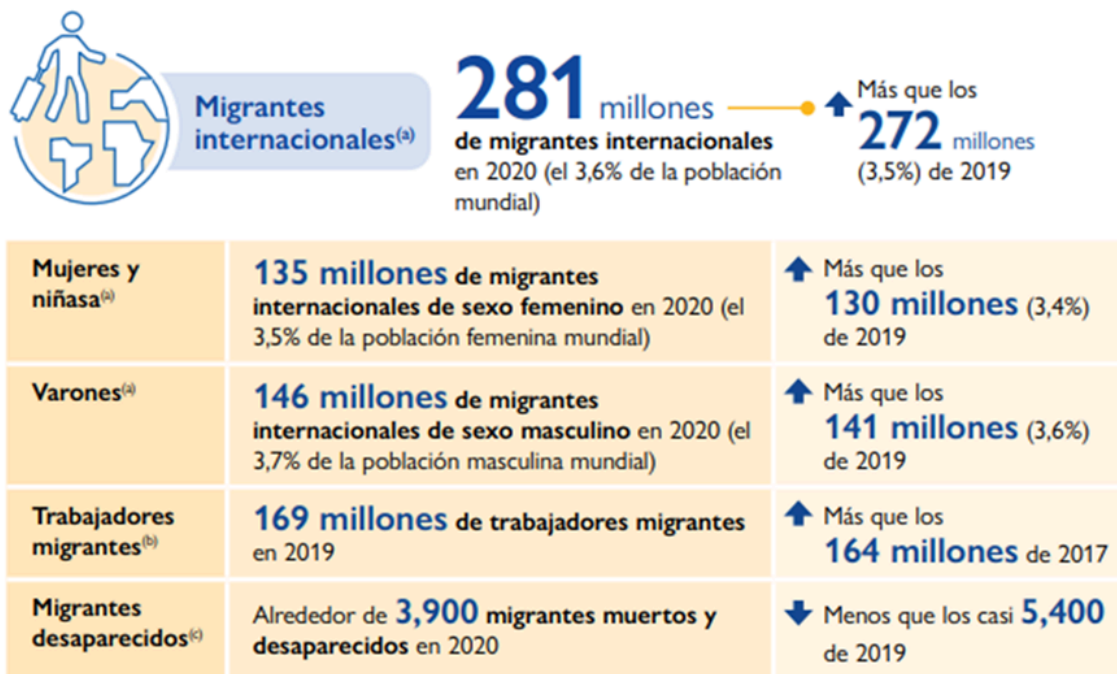 Migrantes
internacionales(a)
281 millones
de migrantes internacionales
en 2020 (el 3,6% de la población
mundial)
Más que los
272 millones
(3,5%) de 2019
Mujeres y
niñasa(a)
135 millones de migrantes
internacionales de sexo femenino en 2020 (el
3,5% de la población femenina mundial)
Más que los
130 millones (3,4%)
de 2019
Varones(a)
146 millones de migrantes
internacionales de sexo masculino en 2020 (el
3,7% de la población masculina mundial)
Más que los
141 millones (3,6%)
de 2019
Trabajadores
migrantes(b)
169 millones de trabajadores migrantes
en 2019
Más que los
164 millones de 2017
Migrantes
desaparecidos(c)
Alrededor de 3,900 migrantes muertos y
desaparecidos en 2020
Menos que los casi 5,400
de 2019